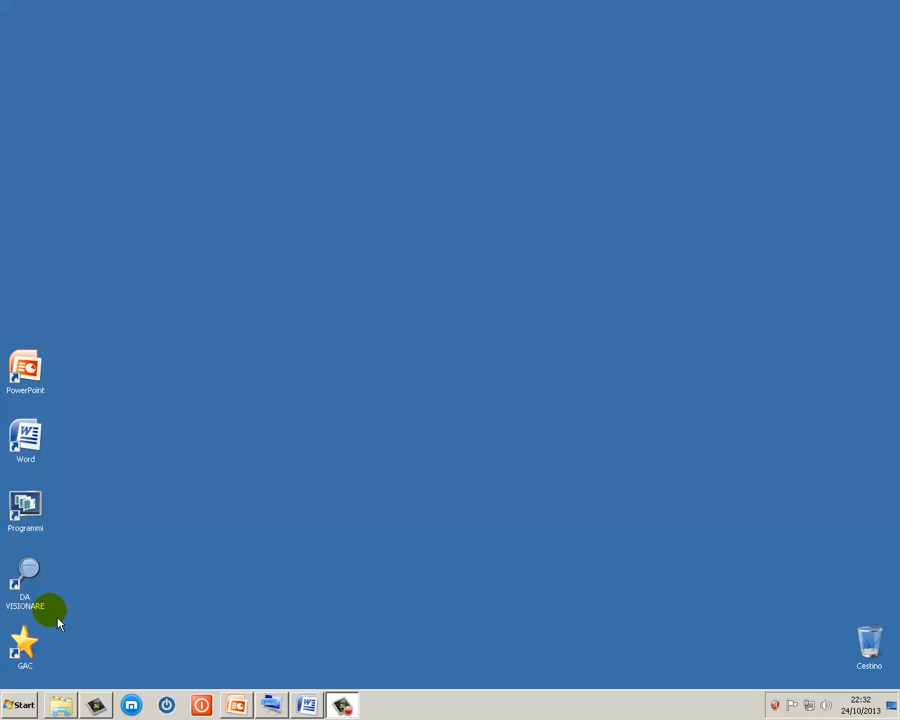 PowerPoint
Word
Programmi
DA
VISIONARE
GAC
Cestino
Start
22:32
24/10/2013